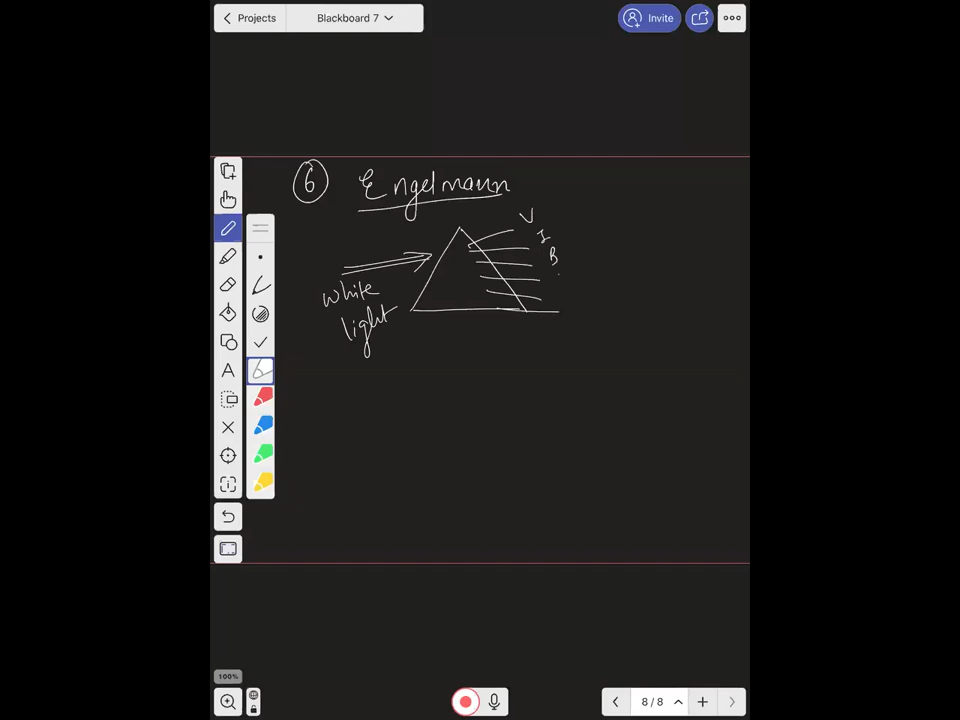 Projects
Blackboard 7
Invite
6 Engelmann
V
I
B
white
light
A
100%
8/8